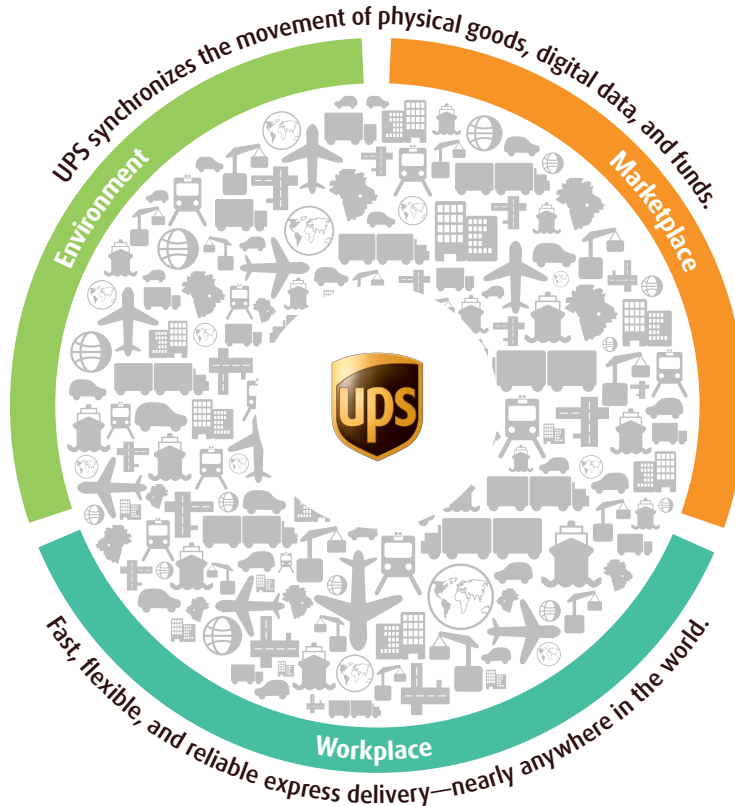 UPS synchronizes the movement of physical goods, digital data, and funds.
Environment
Marketplace
ups
Workplace
Fast, flexible, and reliable express delivery—nearly anywhere in the world.